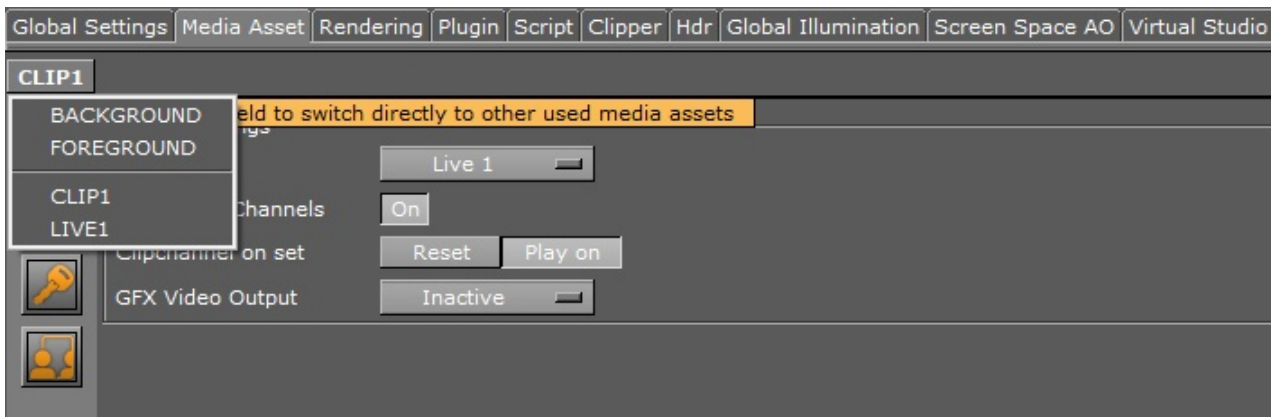 Global Settings Media Asset Rendering Plugin Script Clipper Hdr Global Illumination Screen Space AO Virtual Studio
CLIP1
BACKGROUND
FOREGROUND
CLIP1
LIVE1
to switch directly to other used media assets
Live 1
Channels
On
Clipchannel on set
Reset
Play on
GFX Video Output
Inactive